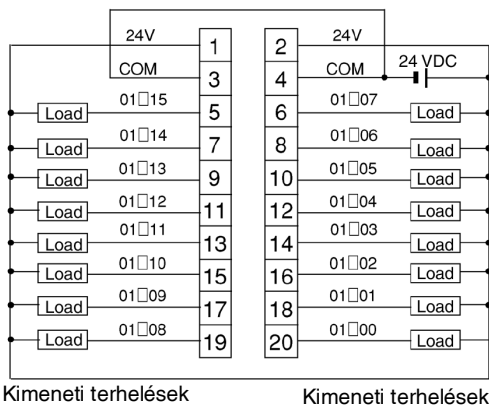 24V 1 2 24V
COM 3 4 COM 24 VDC
Load 01□15 5 6 01□07 Load
Load 01□14 7 8 01□06 Load
Load 01□13 9 10 01□05 Load
Load 01□12 11 12 01□04 Load
Load 01□11 13 14 01□03 Load
Load 01□10 15 16 01□02 Load
Load 01□09 17 18 01□01 Load
Load 01□08 19 20 01□00 Load
Kimeneti terhelések Kimeneti terhelések